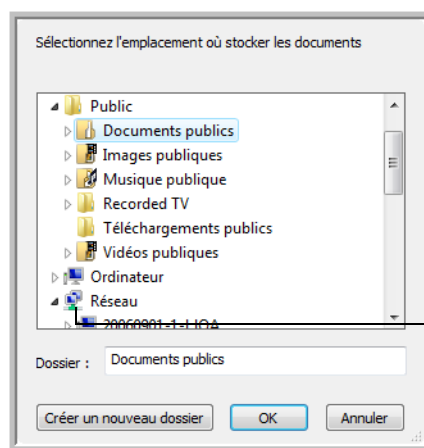 Sélectionnez l'emplacement où stocker les documents
Public
Documents publics
Images publiques
Musique publique
Recorded TV
Téléchargements publics
Vidéos publiques
Ordinateur
Réseau
Dossier :
Documents publics
Créer un nouveau dossier
OK
Annuler